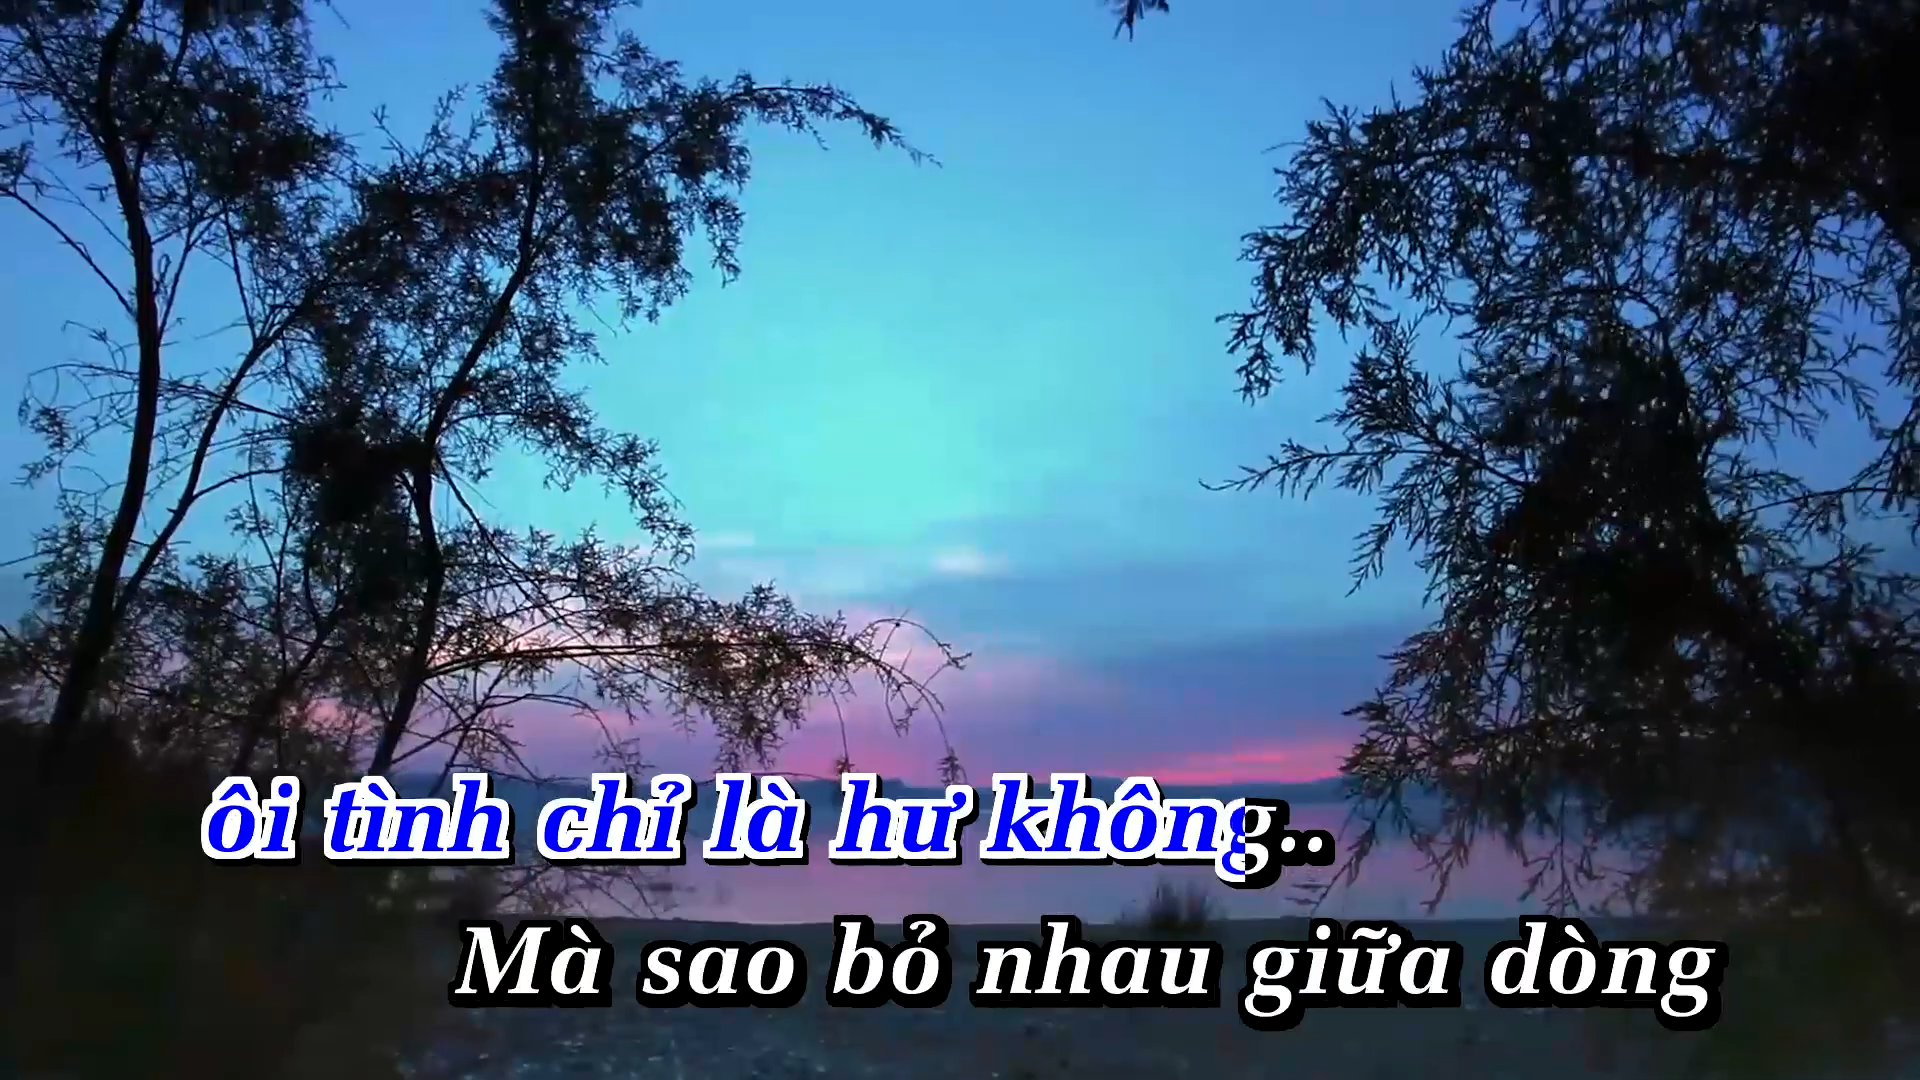 ôi tình chỉ là hư không..
Mà sao bỏ nhau giữa dòng